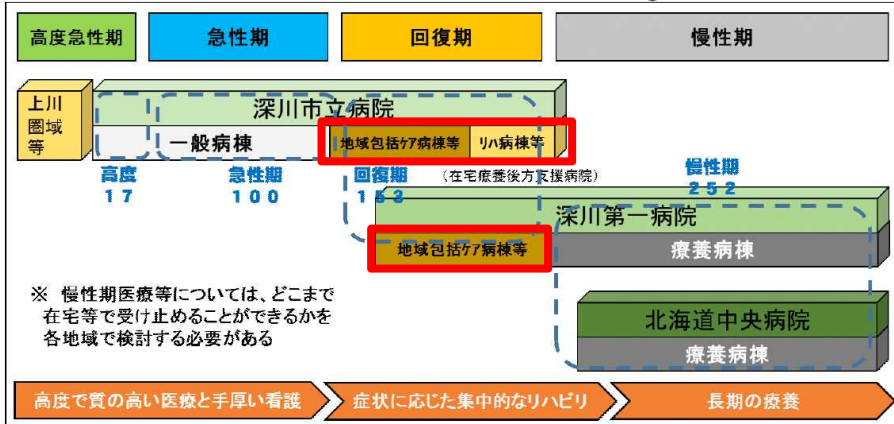 高度急性期
急性期
回復期
慢性期
上川
圏域
等
深川市立病院
一般病棟
地域包括ケア病棟等
リハ病棟等
高度
17
急性期
100
回復期
153
(在宅療養後方支援病院)
慢性期
252
深川第一病院
地域包括ケア病棟等
療養病棟
※ 慢性期医療等については、どこまで
在宅等で受け止めることができるかを
各地域で検討する必要がある
北海道中央病院
療養病棟
高度で質の高い医療と手厚い看護
症状に応じた集中的なリハビリ
長期の療養